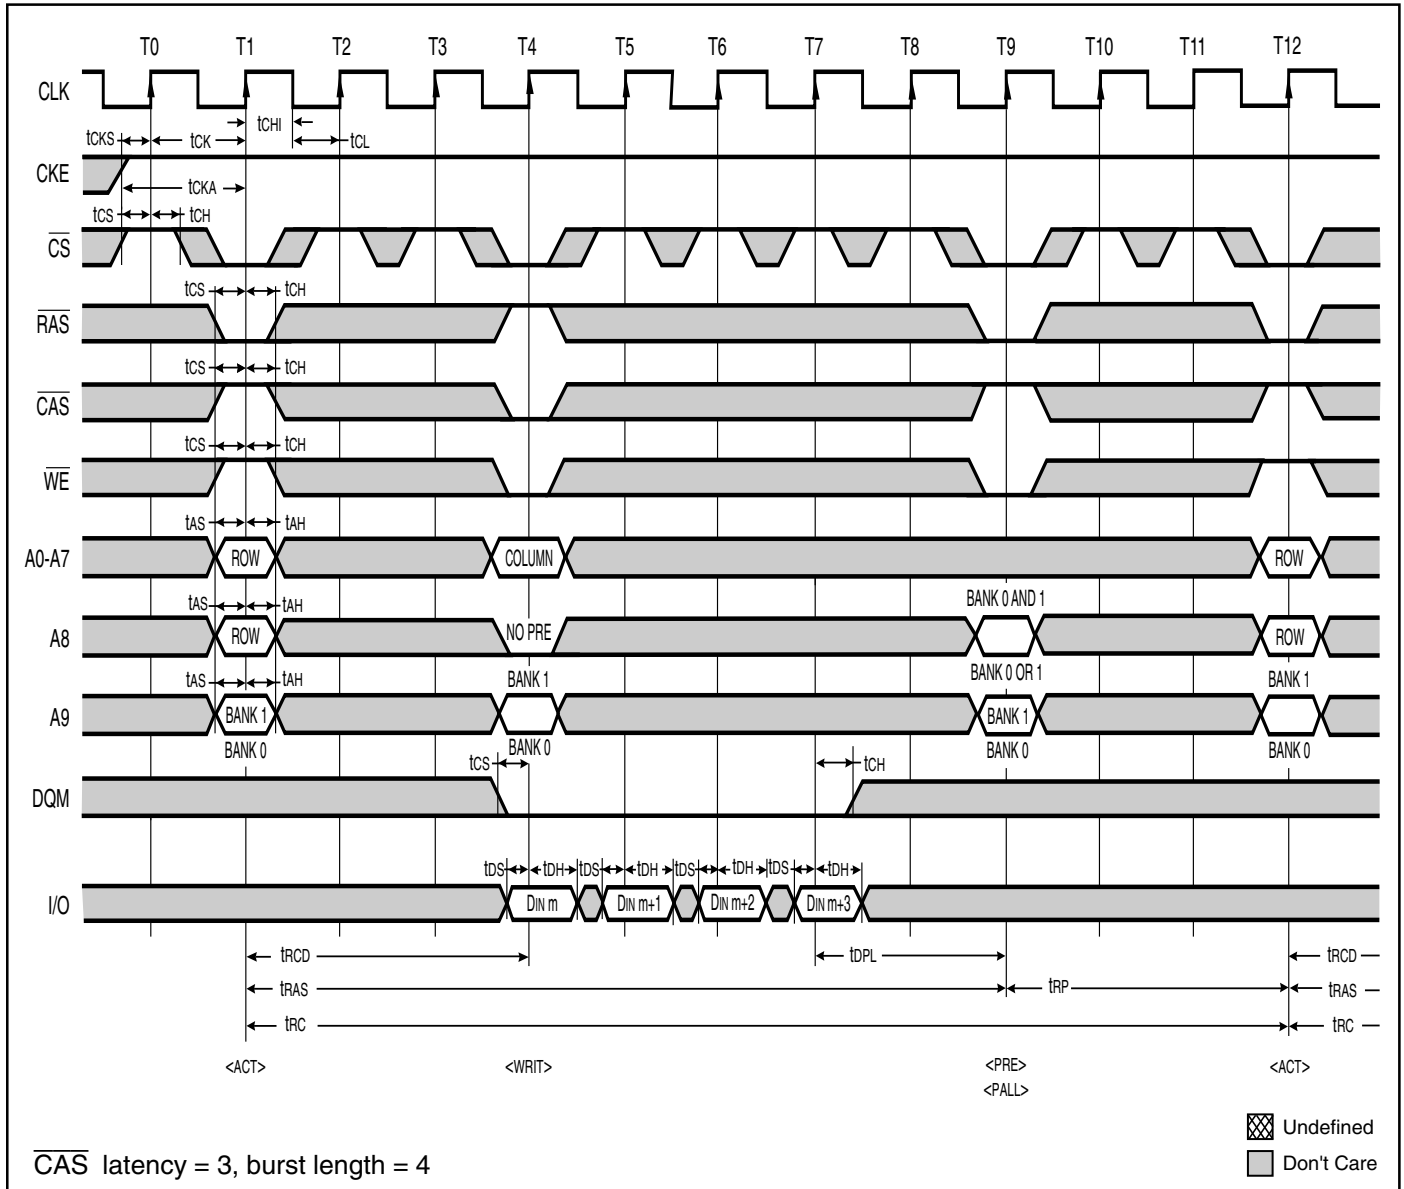 T0 T1 T2 T3 T4 T5 T6 T7 T8 T9 T10 T11 T12
CLK
tCHI
tCKS tCK tCL
CKE
tCKA
tCS tCH
CS
tCS tCH
RAS
tCS tCH
CAS
tCS tCH
WE
tAS tAH
A0-A7 ROW COLUMN ROW
tAS tAH BANK 0 AND 1
A8 ROW NO PRE ROW
BANK 0 OR 1
tAS tAH BANK 1 BANK 1
A9 BANK 1 BANK 1
BANK 0 BANK 0 BANK 0 BANK 0
tCS tCH
DQM
tDS tDH tDS tDH tDS tDH tDS tDH
I/O DIN m DIN m+1 DIN m+2 DIN m+3
tRCD tDPL tRCD
tRAS tRP tRAS
tRC tRC
<ACT> <WRIT> <PRE> <ACT>
<PALL>
Undefined
CAS latency = 3, burst length = 4
Don't Care